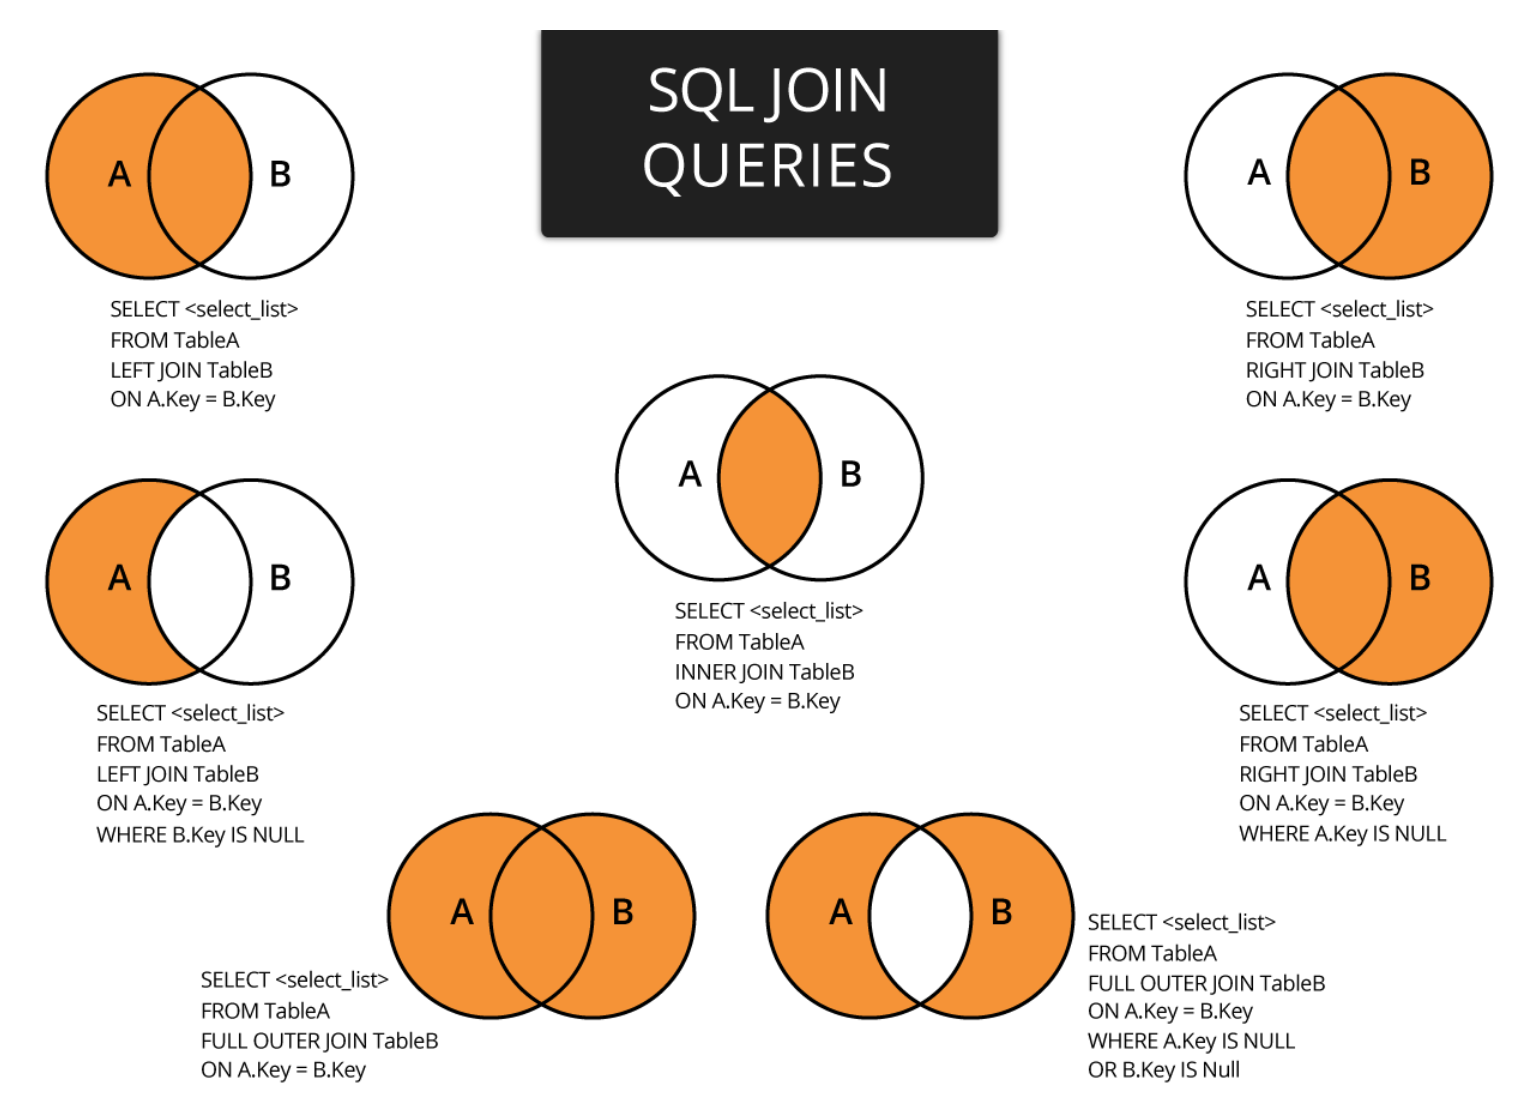 SQL JOIN
QUERIES
A B
SELECT <select_list>
FROM TableA
LEFT JOIN TableB
ON A.Key = B.Key
A B
SELECT <select_list>
FROM TableA
RIGHT JOIN TableB
ON A.Key = B.Key
A B
SELECT <select_list>
FROM TableA
INNER JOIN TableB
ON A.Key = B.Key
A B
SELECT <select_list>
FROM TableA
LEFT JOIN TableB
ON A.Key = B.Key
WHERE B.Key IS NULL
A B
SELECT <select_list>
FROM TableA
RIGHT JOIN TableB
ON A.Key = B.Key
WHERE A.Key IS NULL
A B
SELECT <select_list>
FROM TableA
FULL OUTER JOIN TableB
ON A.Key = B.Key
A B
SELECT <select_list>
FROM TableA
FULL OUTER JOIN TableB
ON A.Key = B.Key
WHERE A.Key IS NULL
OR B.Key IS Null